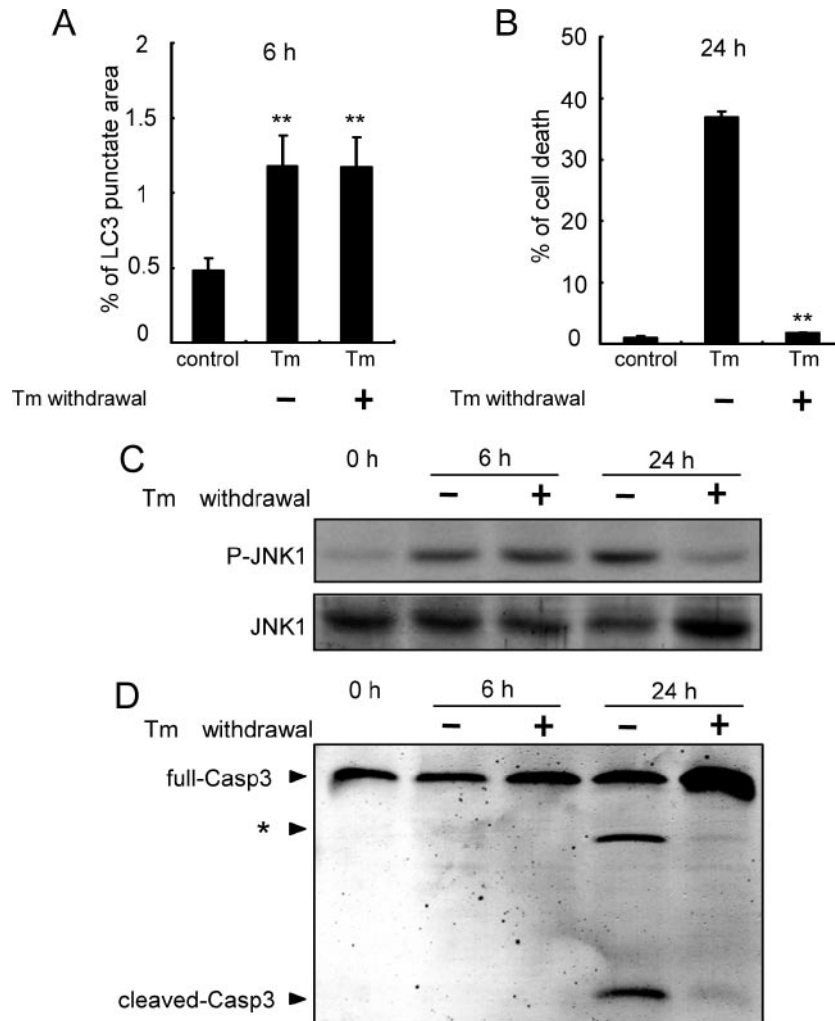 A
2
6 h
1.5
**
**
1
0.5
0
% of LC3 punctate area
control
Tm
Tm
Tm withdrawal
−
+
B
50
24 h
40
30
20
10
0
% of cell death
**
control
Tm
Tm
Tm withdrawal
−
+
C
0 h
6 h
24 h
Tm withdrawal
−
+
−
+
P-JNK1
JNK1
D
0 h
6 h
24 h
Tm withdrawal
−
+
−
+
full-Casp3
*
cleaved-Casp3